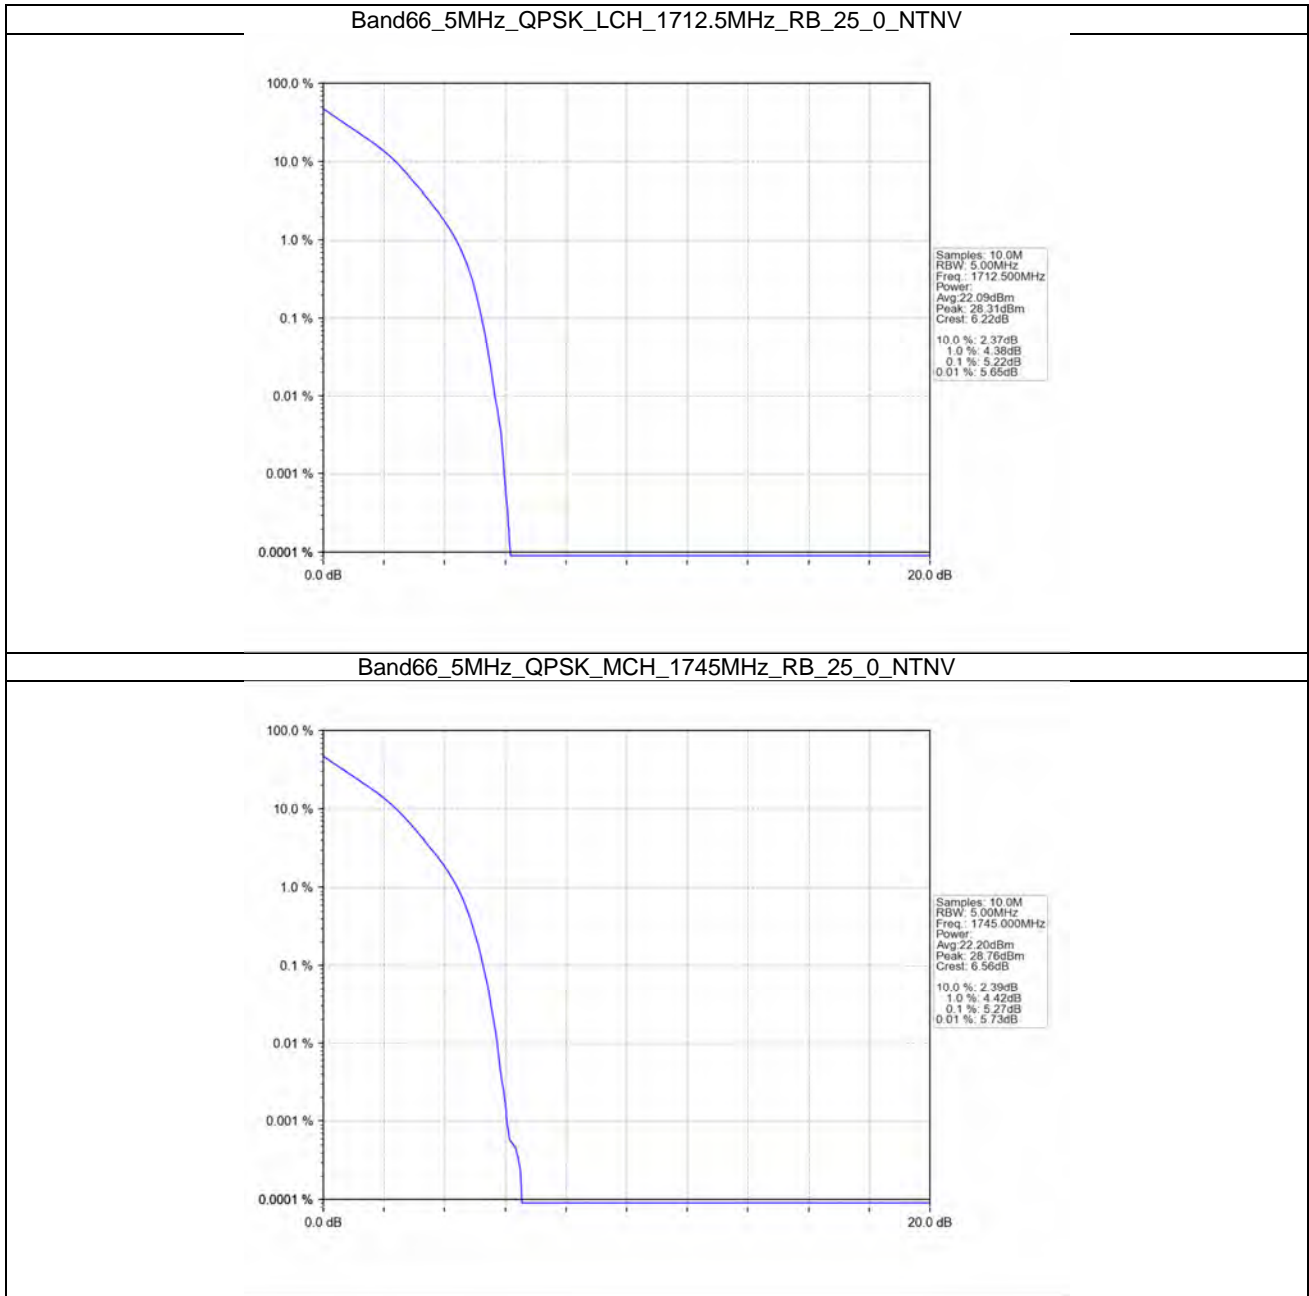 Band66_5MHz_QPSK_LCH_1712.5MHz_RB_25_0_NTNV
100.0 %
10.0 %
1.0 %
0.1 %
0.01 %
0.001 %
0.0001 %
0.0 dB
20.0 dB
Samples: 10.0M
RBW: 5.00MHz
Freq.: 1712.500MHz
Power:
Avg:22.09dBm
Peak: 28.31dBm
Crest: 6.22dB
10.0 %: 2.37dB
1.0 %: 4.38dB
0.1 %: 5.22dB
0.01 %: 5.65dB
Band66_5MHz_QPSK_MCH_1745MHz_RB_25_0_NTNV
100.0 %
10.0 %
1.0 %
0.1 %
0.01 %
0.001 %
0.0001 %
0.0 dB
20.0 dB
Samples: 10.0M
RBW: 5.00MHz
Freq.: 1745.000MHz
Power:
Avg:22.20dBm
Peak: 28.76dBm
Crest: 6.56dB
10.0 %: 2.39dB
1.0 %: 4.42dB
0.1 %: 5.27dB
0.01 %: 5.73dB